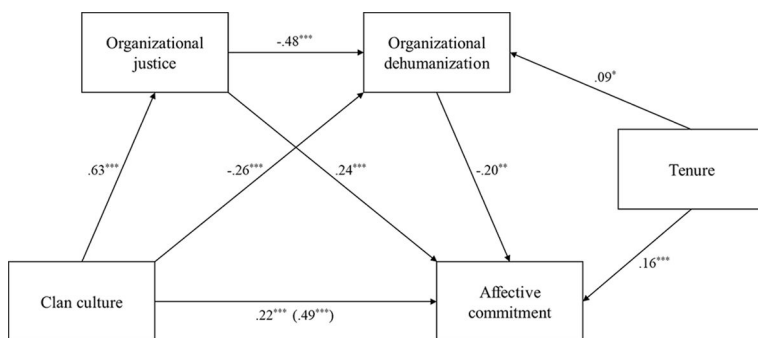 Organizational
justice
-.48***
Organizational
dehumanization
.09*
Tenure
.63***
-.26***
.24***
-.20**
.16***
Clan culture
.22*** (.49***)
Affective
commitment